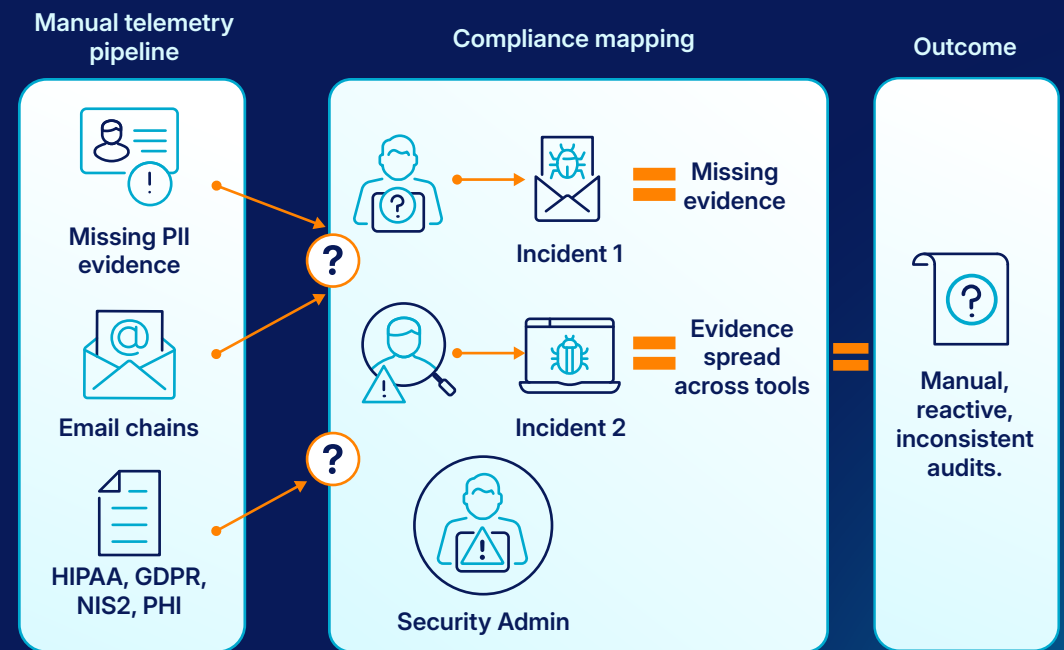 Manual telemetry
pipeline
Compliance mapping
Outcome
!
Missing PII
evidence
@
Email chains
HIPAA, GDPR,
NIS2, PHI
?
?
?
Incident 1
Missing
evidence
!
Incident 2
Evidence
spread
across tools
!
Security Admin
?
Manual,
reactive,
inconsistent
audits.